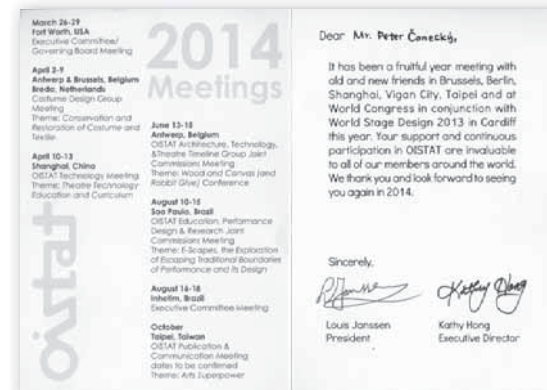 March 26-29
Fort Worth, USA
Executive Committee/
Governing Board Meeting
April 2-9
Antwerp & Brussels, Belgium
Breda, Netherlands
Costume Design Group
Meeting
Theme: Conservation and
Restoration of Costume and
Textile
April 10-13
Shanghai, China
OISTAT Technology Meeting
Theme: Theatre Technology
Education and Curriculum
oistat
2014
Meetings
June 13-15
Antwerp, Belgium
OISTAT Architecture, Technology,
&Theatre Timeline Group Joint
Commissions Meeting
Theme: Wood and Canvas (and
Rabbit Glue) Conference
August 10-15
Sao Paulo, Brazil
OISTAT Education, Performance
Design & Research Joint
Commissions Meeting
Theme: E-Scapes, the Exploration
of Escaping Traditional Boundaries
of Performance and its Design
August 16-18
Inhotim, Brazil
Executive Committee Meeting
October
Taipei, Taiwan
OISTAT Publication &
Communication Meeting
dates to be confirmed
Theme: Arts Superpower
Dear Mr. Peter Čonecký,
It has been a fruitful year meeting with
old and new friends in Brussels, Berlin,
Shanghai, Vigan City, Taipei and at
World Congress in conjunction with
World Stage Design 2013 in Cardiff
this year. Your support and continuous
participation in OISTAT are invaluable
to all of our members around the world.
We thank you and look forward to seeing
you again in 2014.
Sincerely,
Kathy Hong
Louis Janssen
President
Kathy Hong
Executive Director